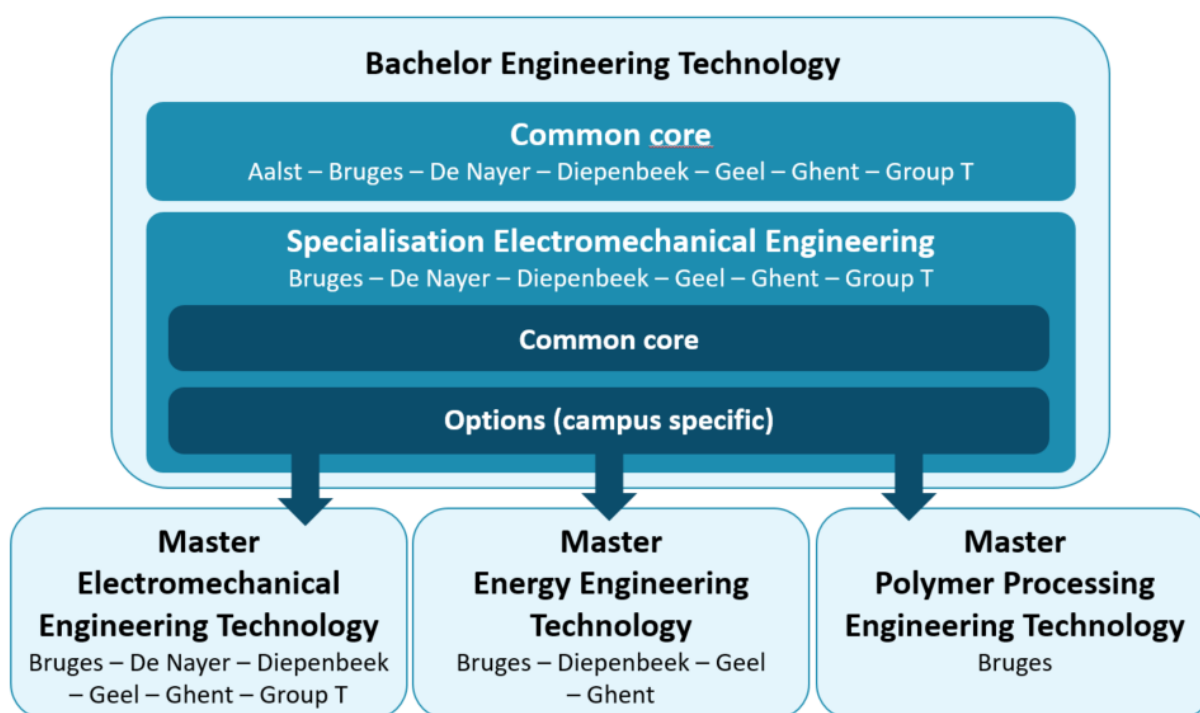 Bachelor Engineering Technology
Common core
Aalst – Bruges – De Nayer – Diepenbeek – Geel – Ghent – Group T
Specialisation Electromechanical Engineering
Bruges – De Nayer – Diepenbeek – Geel – Ghent – Group T
Common core
Options (campus specific)
Master
Electromechanical
Engineering Technology
Bruges – De Nayer – Diepenbeek
– Geel – Ghent – Group T
Master
Energy Engineering
Technology
Bruges – Diepenbeek – Geel
– Ghent
Master
Polymer Processing
Engineering Technology
Bruges